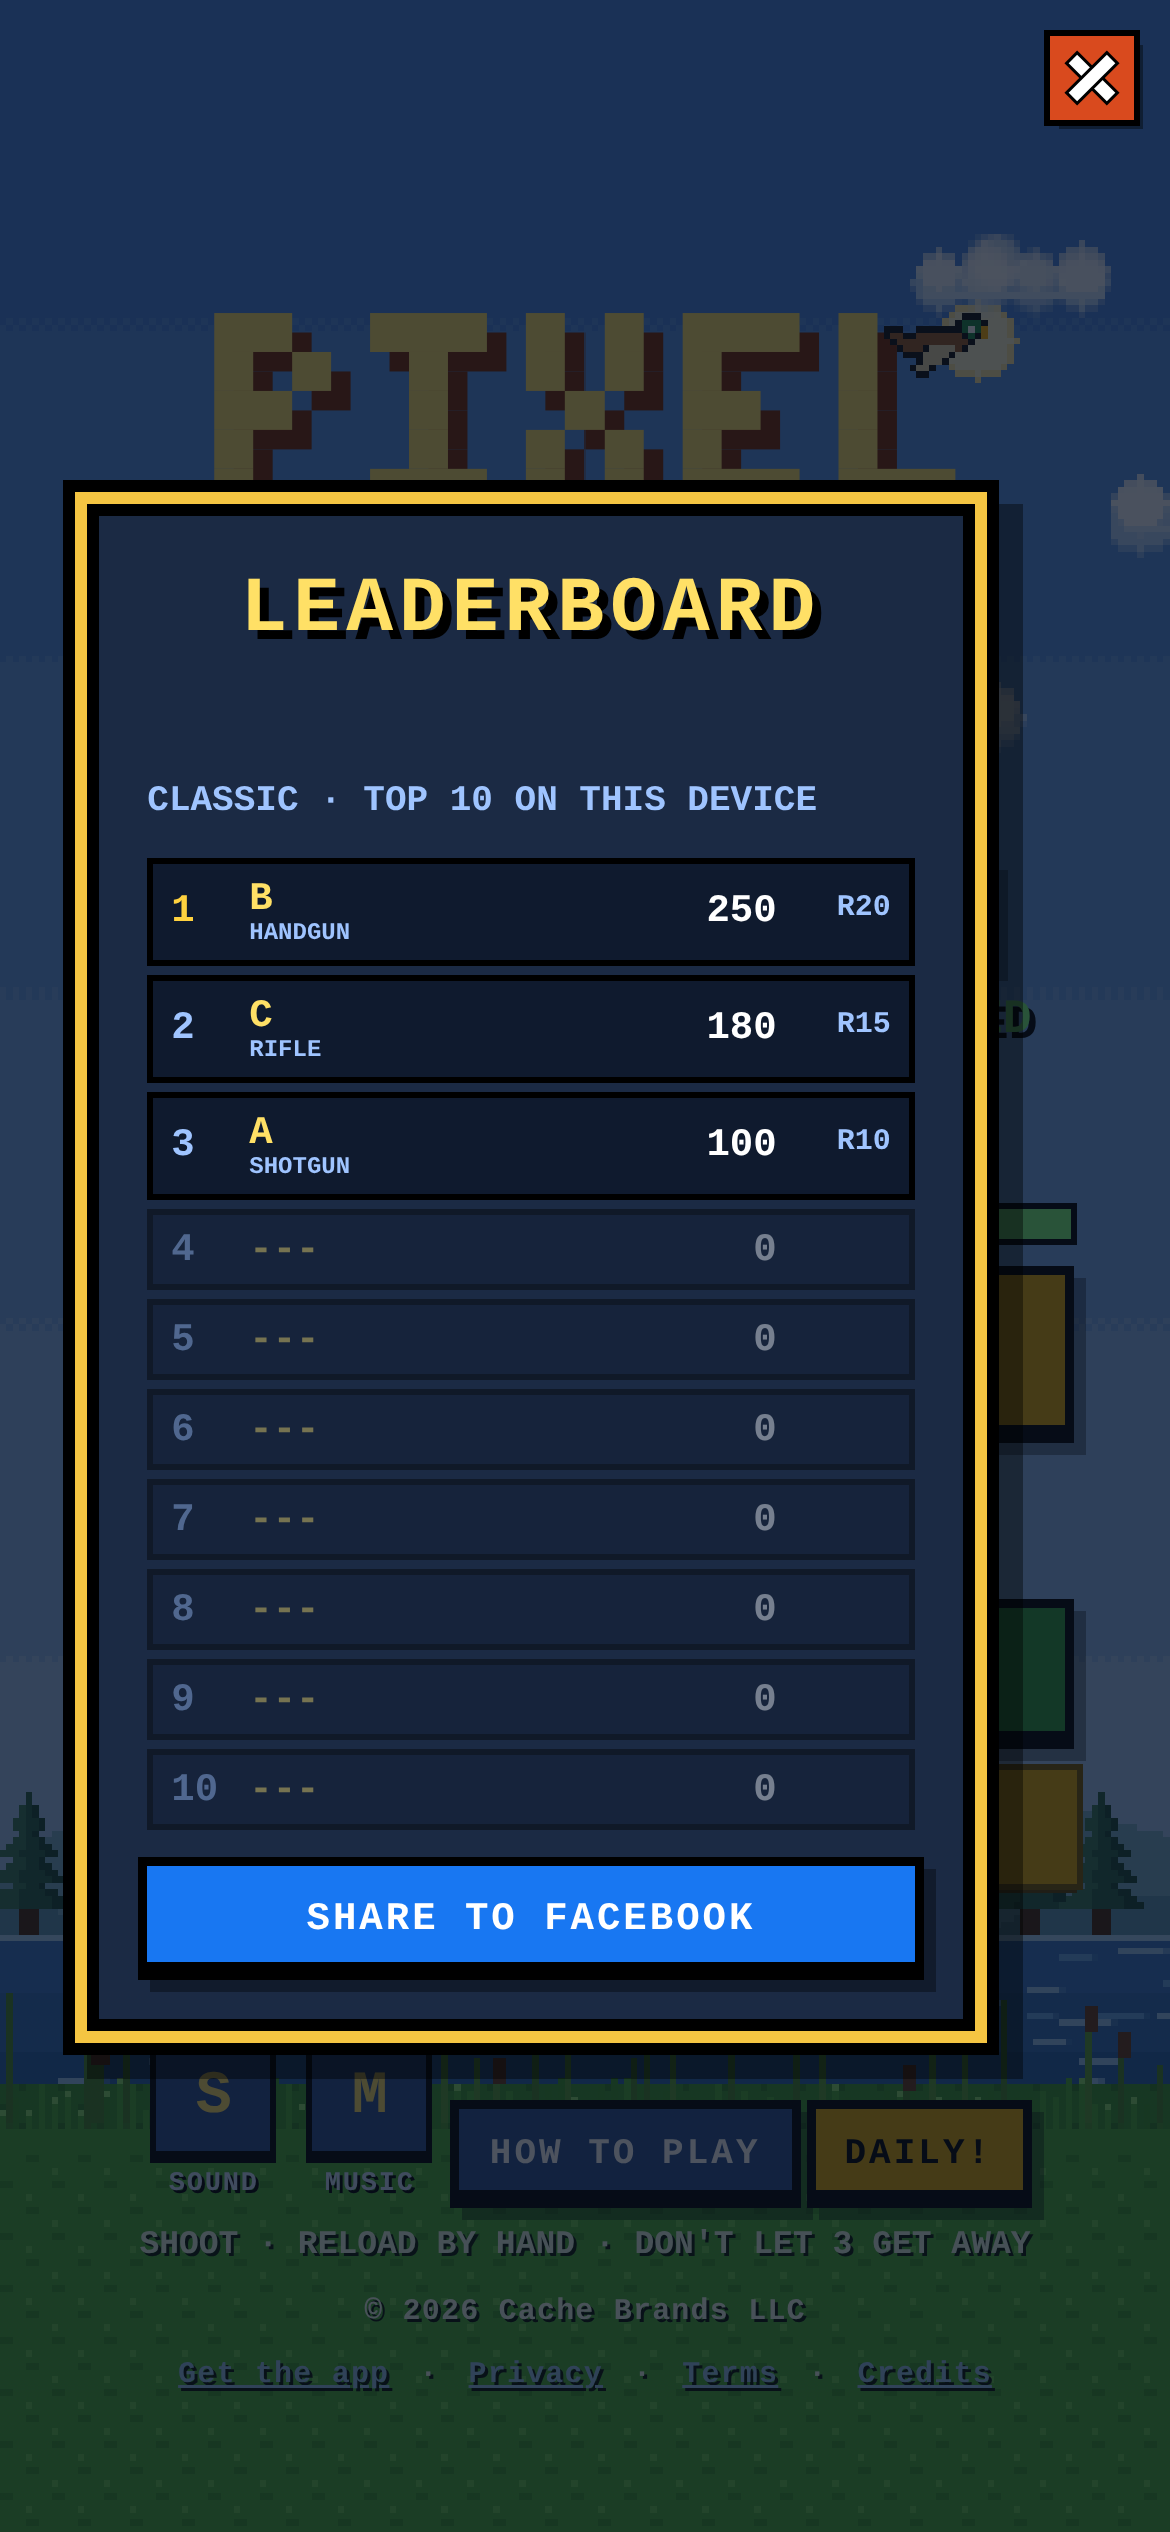 PIXEL
LEADERBOARD
CLASSIC · TOP 10 ON THIS DEVICE
1 B 250 R20
HANDGUN
2 C 180 R15
RIFLE
3 A 100 R10
SHOTGUN
4 --- 0
5 --- 0
6 --- 0
7 --- 0
8 --- 0
9 --- 0
10 --- 0
SHARE TO FACEBOOK
S M
HOW TO PLAY DAILY!
SOUND MUSIC
SHOOT · RELOAD BY HAND · DON'T LET 3 GET AWAY
© 2026 Cache Brands LLC
Get the app · Privacy · Terms · Credits